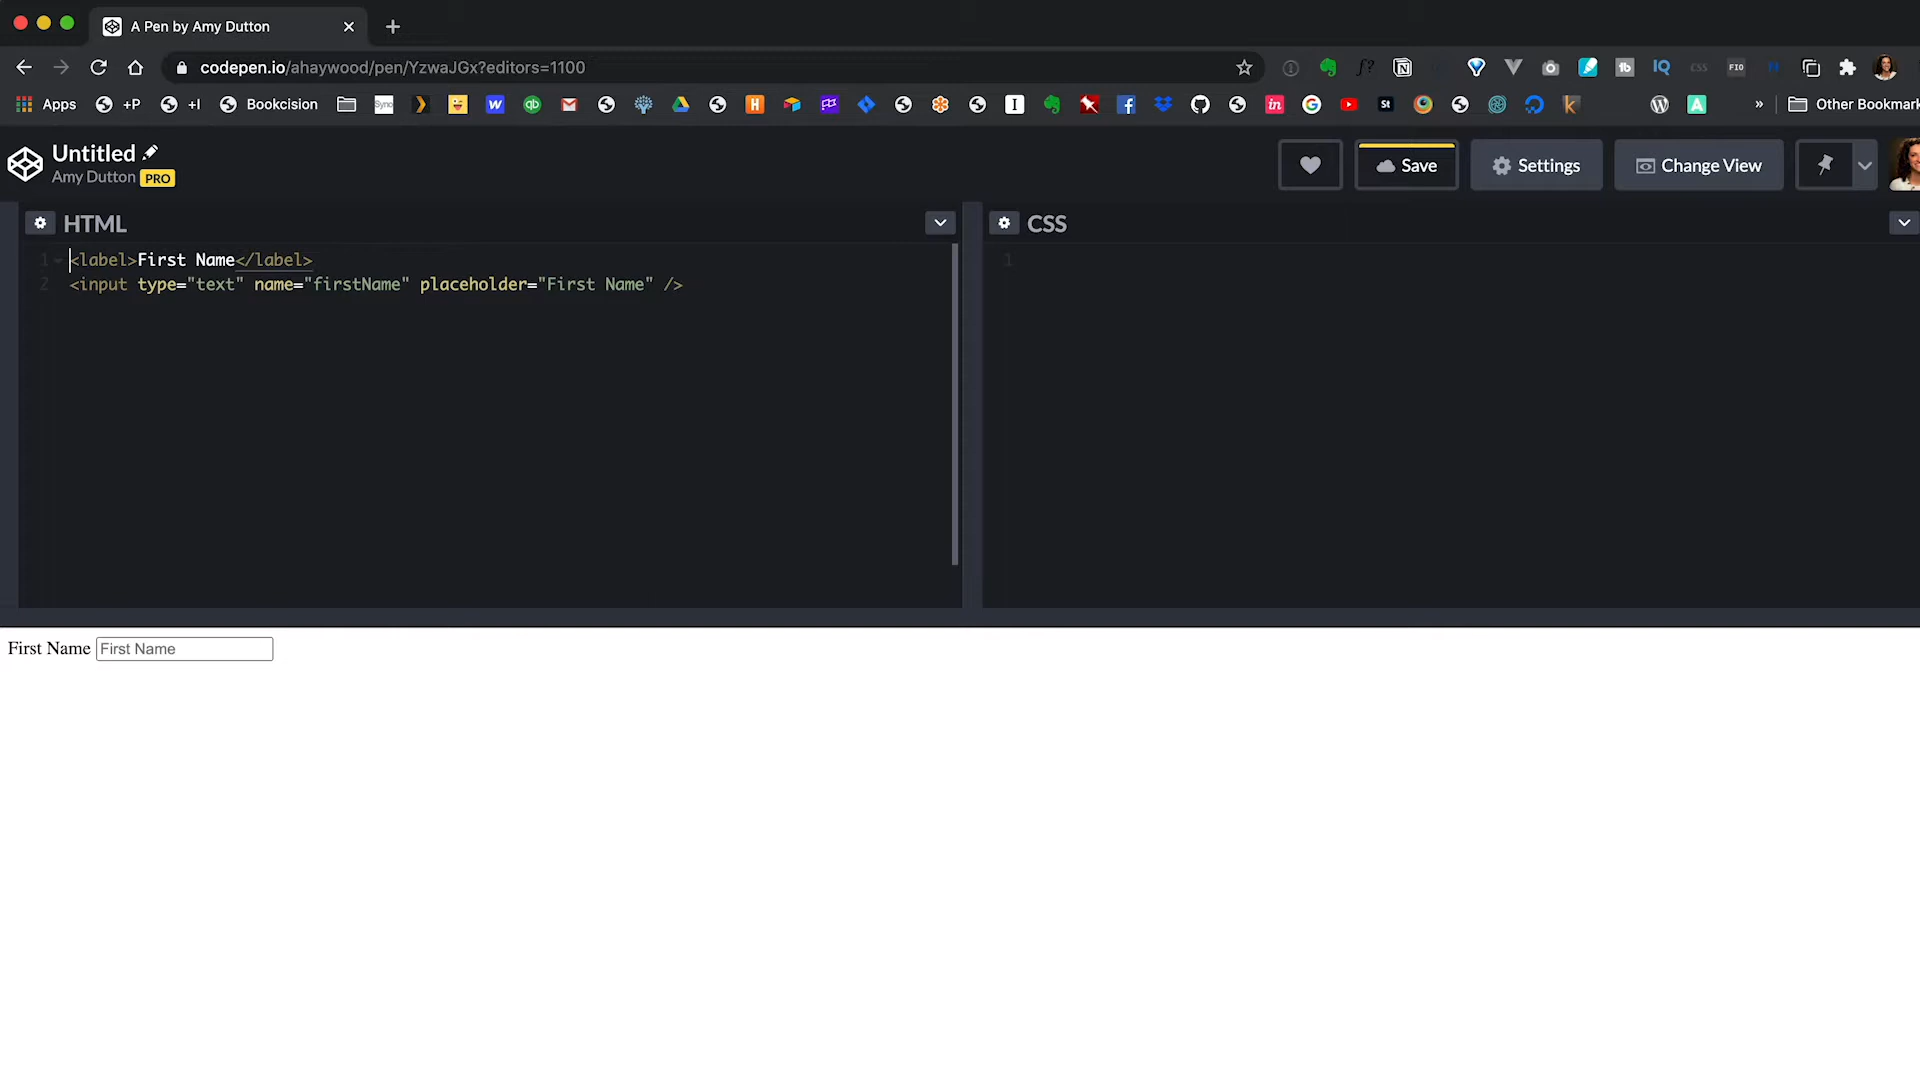 A Pen by Amy Dutton
codepen.io/ahaywood/pen/YzwaJGx?editors=1100
Apps +P +I Bookcision Other Bookmark
Untitled
Amy Dutton PRO
Save Settings Change View
HTML
CSS
1 <label>First Name</label>
2 <input type="text" name="firstName" placeholder="First Name" />
1
First Name First Name